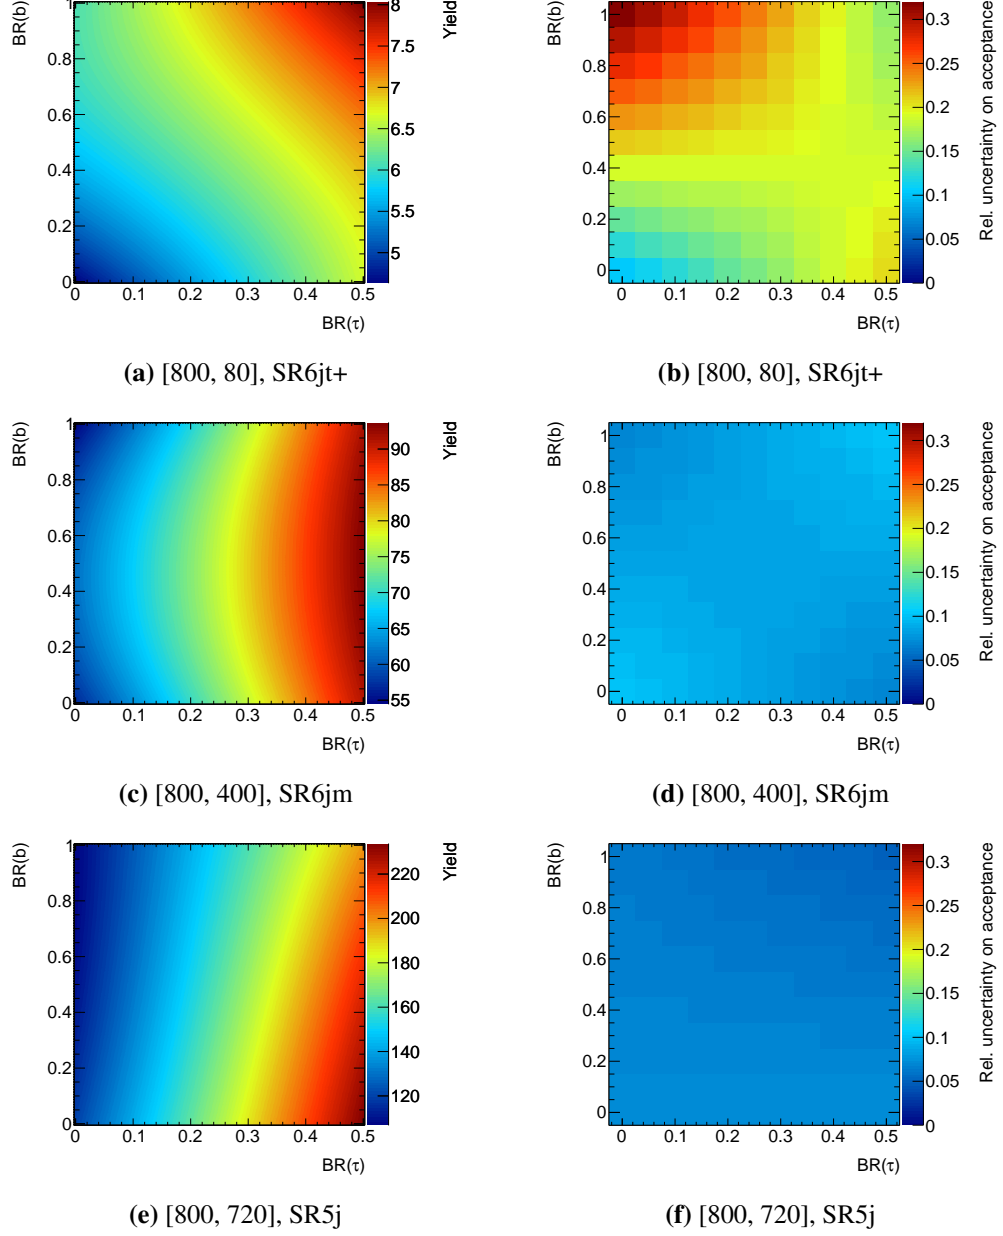 BR(b)
1
0.8
0.6
0.4
0.2
0
0 0.1 0.2 0.3 0.4 0.5
BR(τ)
8
7.5
7
6.5
6
5.5
5
Yield
(a) [800, 80], SR6jt+
BR(b)
1
0.8
0.6
0.4
0.2
0
0 0.1 0.2 0.3 0.4 0.5
BR(τ)
0.3
0.25
0.2
0.15
0.1
0.05
0
Rel. uncertainty on acceptance
(b) [800, 80], SR6jt+
BR(b)
1
0.8
0.6
0.4
0.2
0
0 0.1 0.2 0.3 0.4 0.5
BR(τ)
90
85
80
75
70
65
60
55
Yield
(c) [800, 400], SR6jm
BR(b)
1
0.8
0.6
0.4
0.2
0
0 0.1 0.2 0.3 0.4 0.5
BR(τ)
0.3
0.25
0.2
0.15
0.1
0.05
0
Rel. uncertainty on acceptance
(d) [800, 400], SR6jm
BR(b)
1
0.8
0.6
0.4
0.2
0
0 0.1 0.2 0.3 0.4 0.5
BR(τ)
220
200
180
160
140
120
Yield
(e) [800, 720], SR5j
BR(b)
1
0.8
0.6
0.4
0.2
0
0 0.1 0.2 0.3 0.4 0.5
BR(τ)
0.3
0.25
0.2
0.15
0.1
0.05
0
Rel. uncertainty on acceptance
(f) [800, 720], SR5j